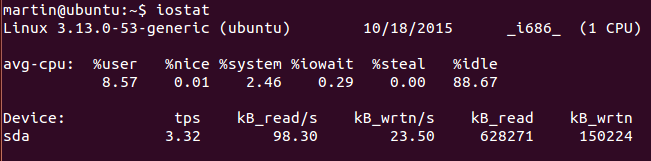 martin@ubuntu:~$ iostat
Linux 3.13.0-53-generic (ubuntu) 10/18/2015 _i686_ (1 CPU)
avg-cpu: %user %nice %system %iowait %steal %idle
8.57 0.01 2.46 0.29 0.00 88.67
Device: tps kB_read/s kB_wrtn/s kB_read kB_wrtn
sda 3.32 98.30 23.50 628271 150224